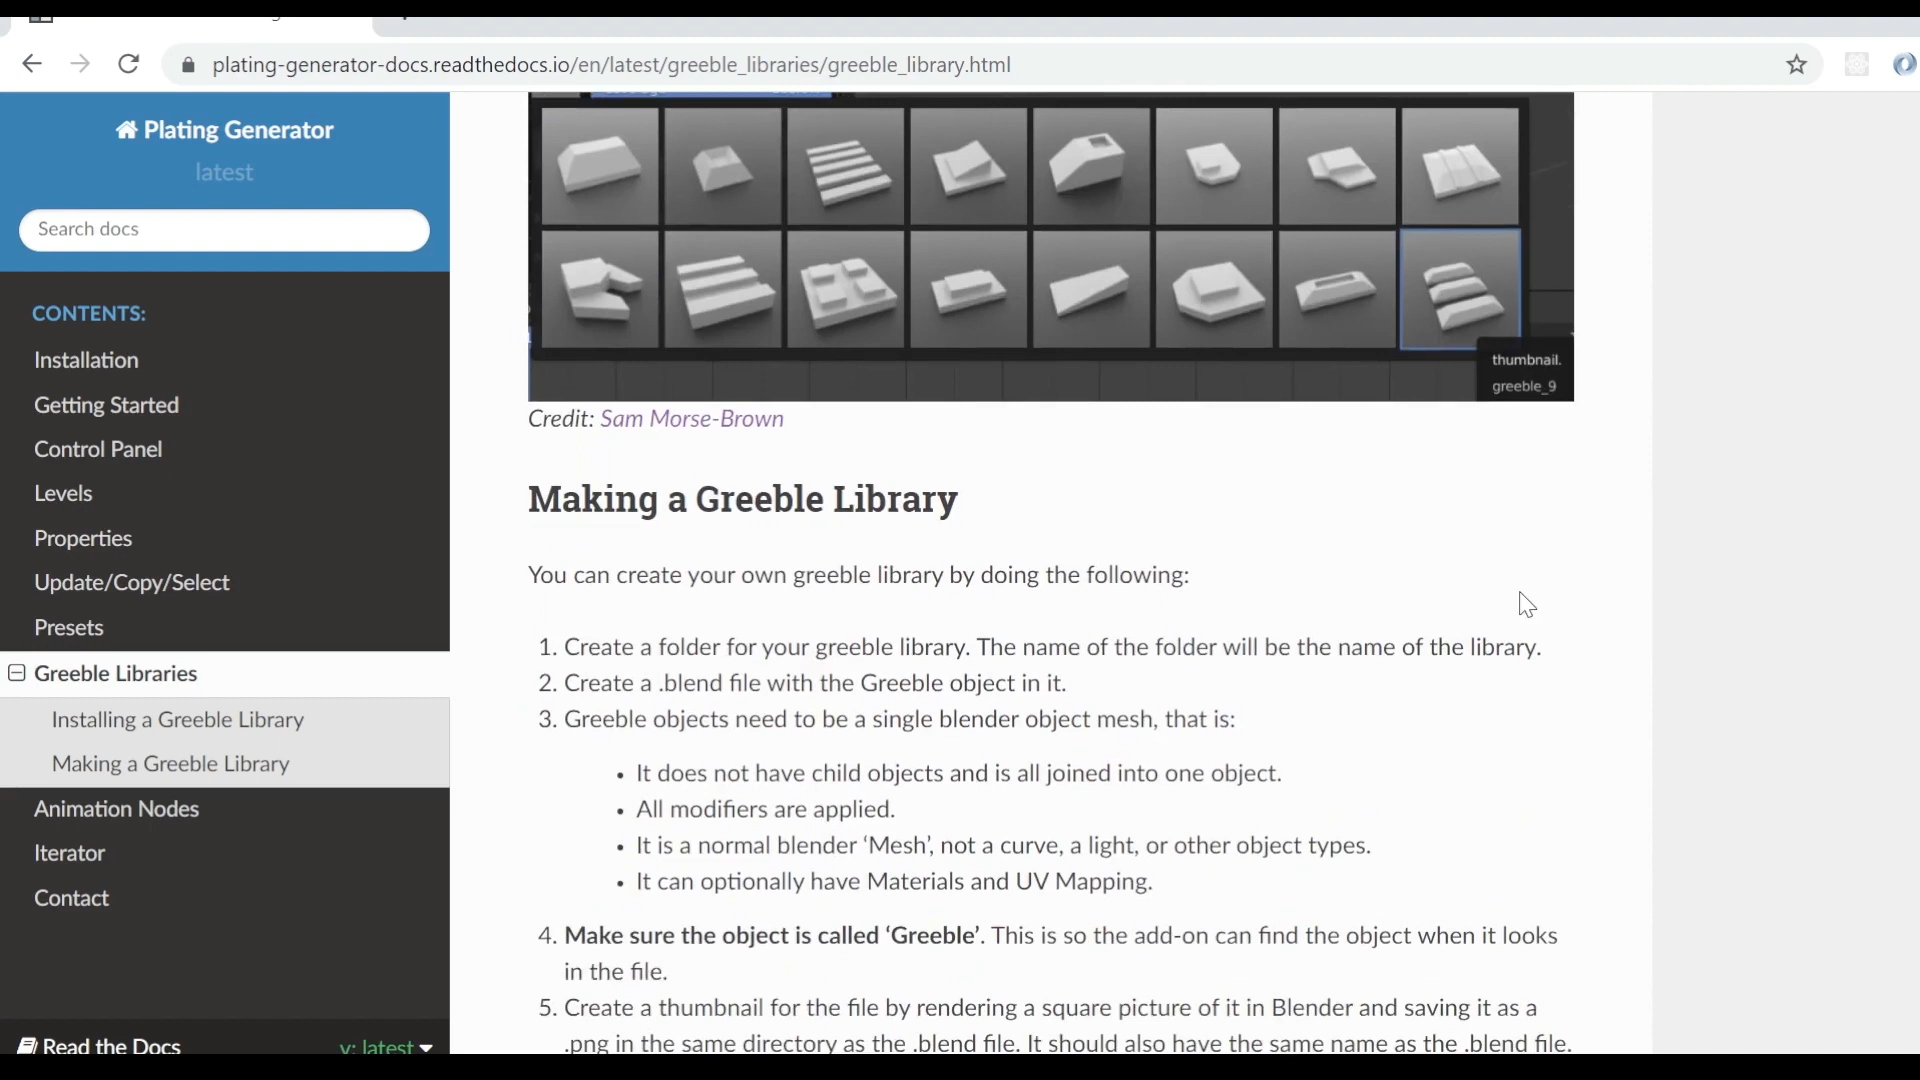 plating-generator-docs.readthedocs.io/en/latest/greeble_libraries/greeble_library.html
Plating Generator
latest
Search docs
CONTENTS:
Installation
Getting Started
Control Panel
Levels
Properties
Update/Copy/Select
Presets
Greeble Libraries
Installing a Greeble Library
Making a Greeble Library
Animation Nodes
Iterator
Contact
Read the Docs
v: latest
thumbnail.
greeble_9
Credit: Sam Morse-Brown
Making a Greeble Library
You can create your own greeble library by doing the following:
1. Create a folder for your greeble library. The name of the folder will be the name of the library.
2. Create a .blend file with the Greeble object in it.
3. Greeble objects need to be a single blender object mesh, that is:
• It does not have child objects and is all joined into one object.
• All modifiers are applied.
• It is a normal blender ‘Mesh’, not a curve, a light, or other object types.
• It can optionally have Materials and UV Mapping.
4. Make sure the object is called ‘Greeble’. This is so the add-on can find the object when it looks
in the file.
5. Create a thumbnail for the file by rendering a square picture of it in Blender and saving it as a
.png in the same directory as the .blend file. It should also have the same name as the .blend file.